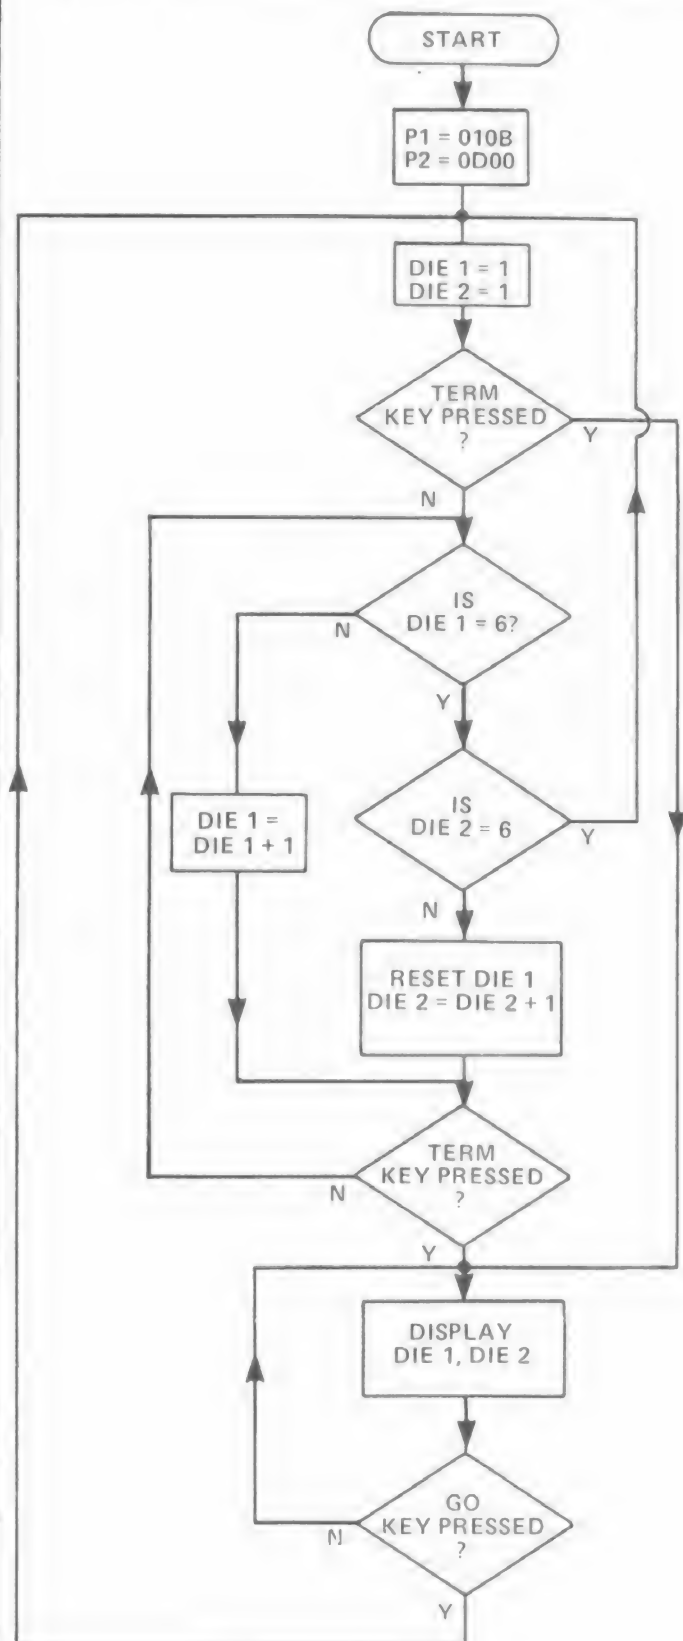 START
P1 = 010B
P2 = 0D00
DIE 1 = 1
DIE 2 = 1
TERM
KEY PRESSED
?
Y
N
IS
DIE 1 = 6?
N
Y
DIE 1 =
DIE 1 + 1
IS
DIE 2 = 6
Y
N
RESET DIE 1
DIE 2 = DIE 2 + 1
TERM
KEY PRESSED
?
N
Y
DISPLAY
DIE 1, DIE 2
GO
KEY PRESSED
?
N
Y